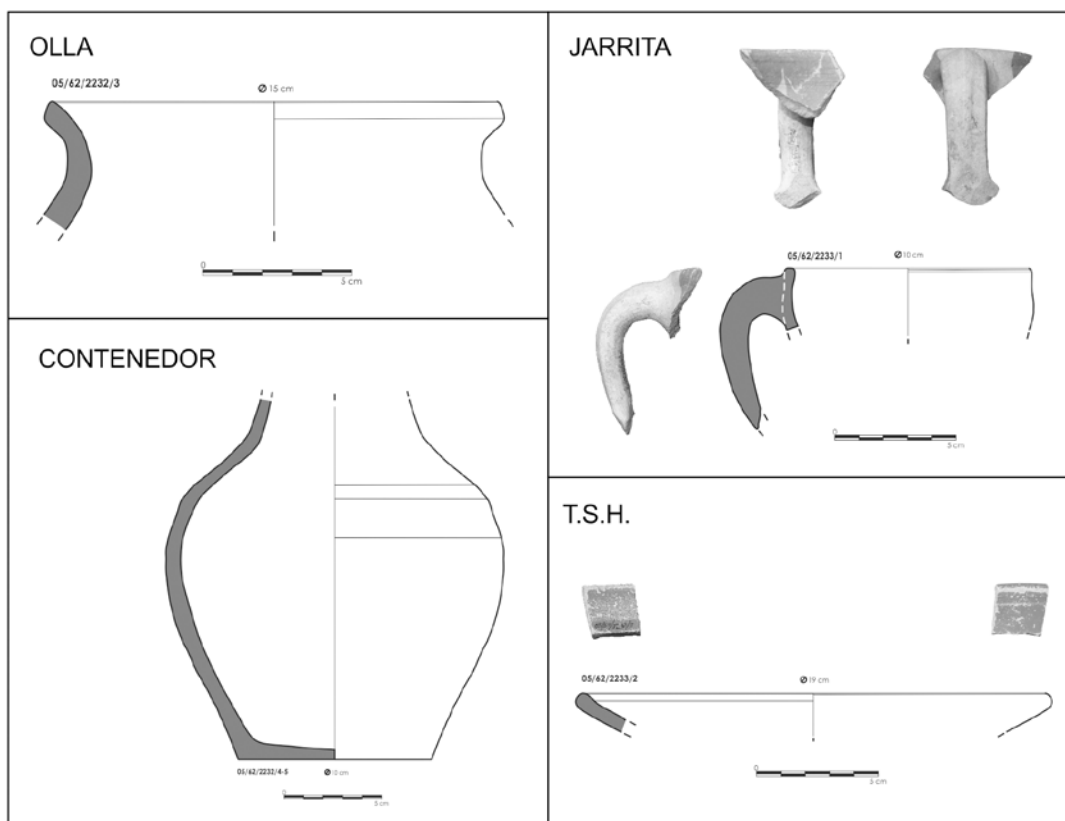 OLLA
05/62/2232/3
Ø 15 cm
0
5 cm
JARRITA
05/62/2233/1
Ø 10 cm
0
5 cm
CONTENEDOR
05/62/2232/4-5
Ø 10 cm
0
5 cm
T.S.H.
05/62/2233/2
Ø 19 cm
0
5 cm